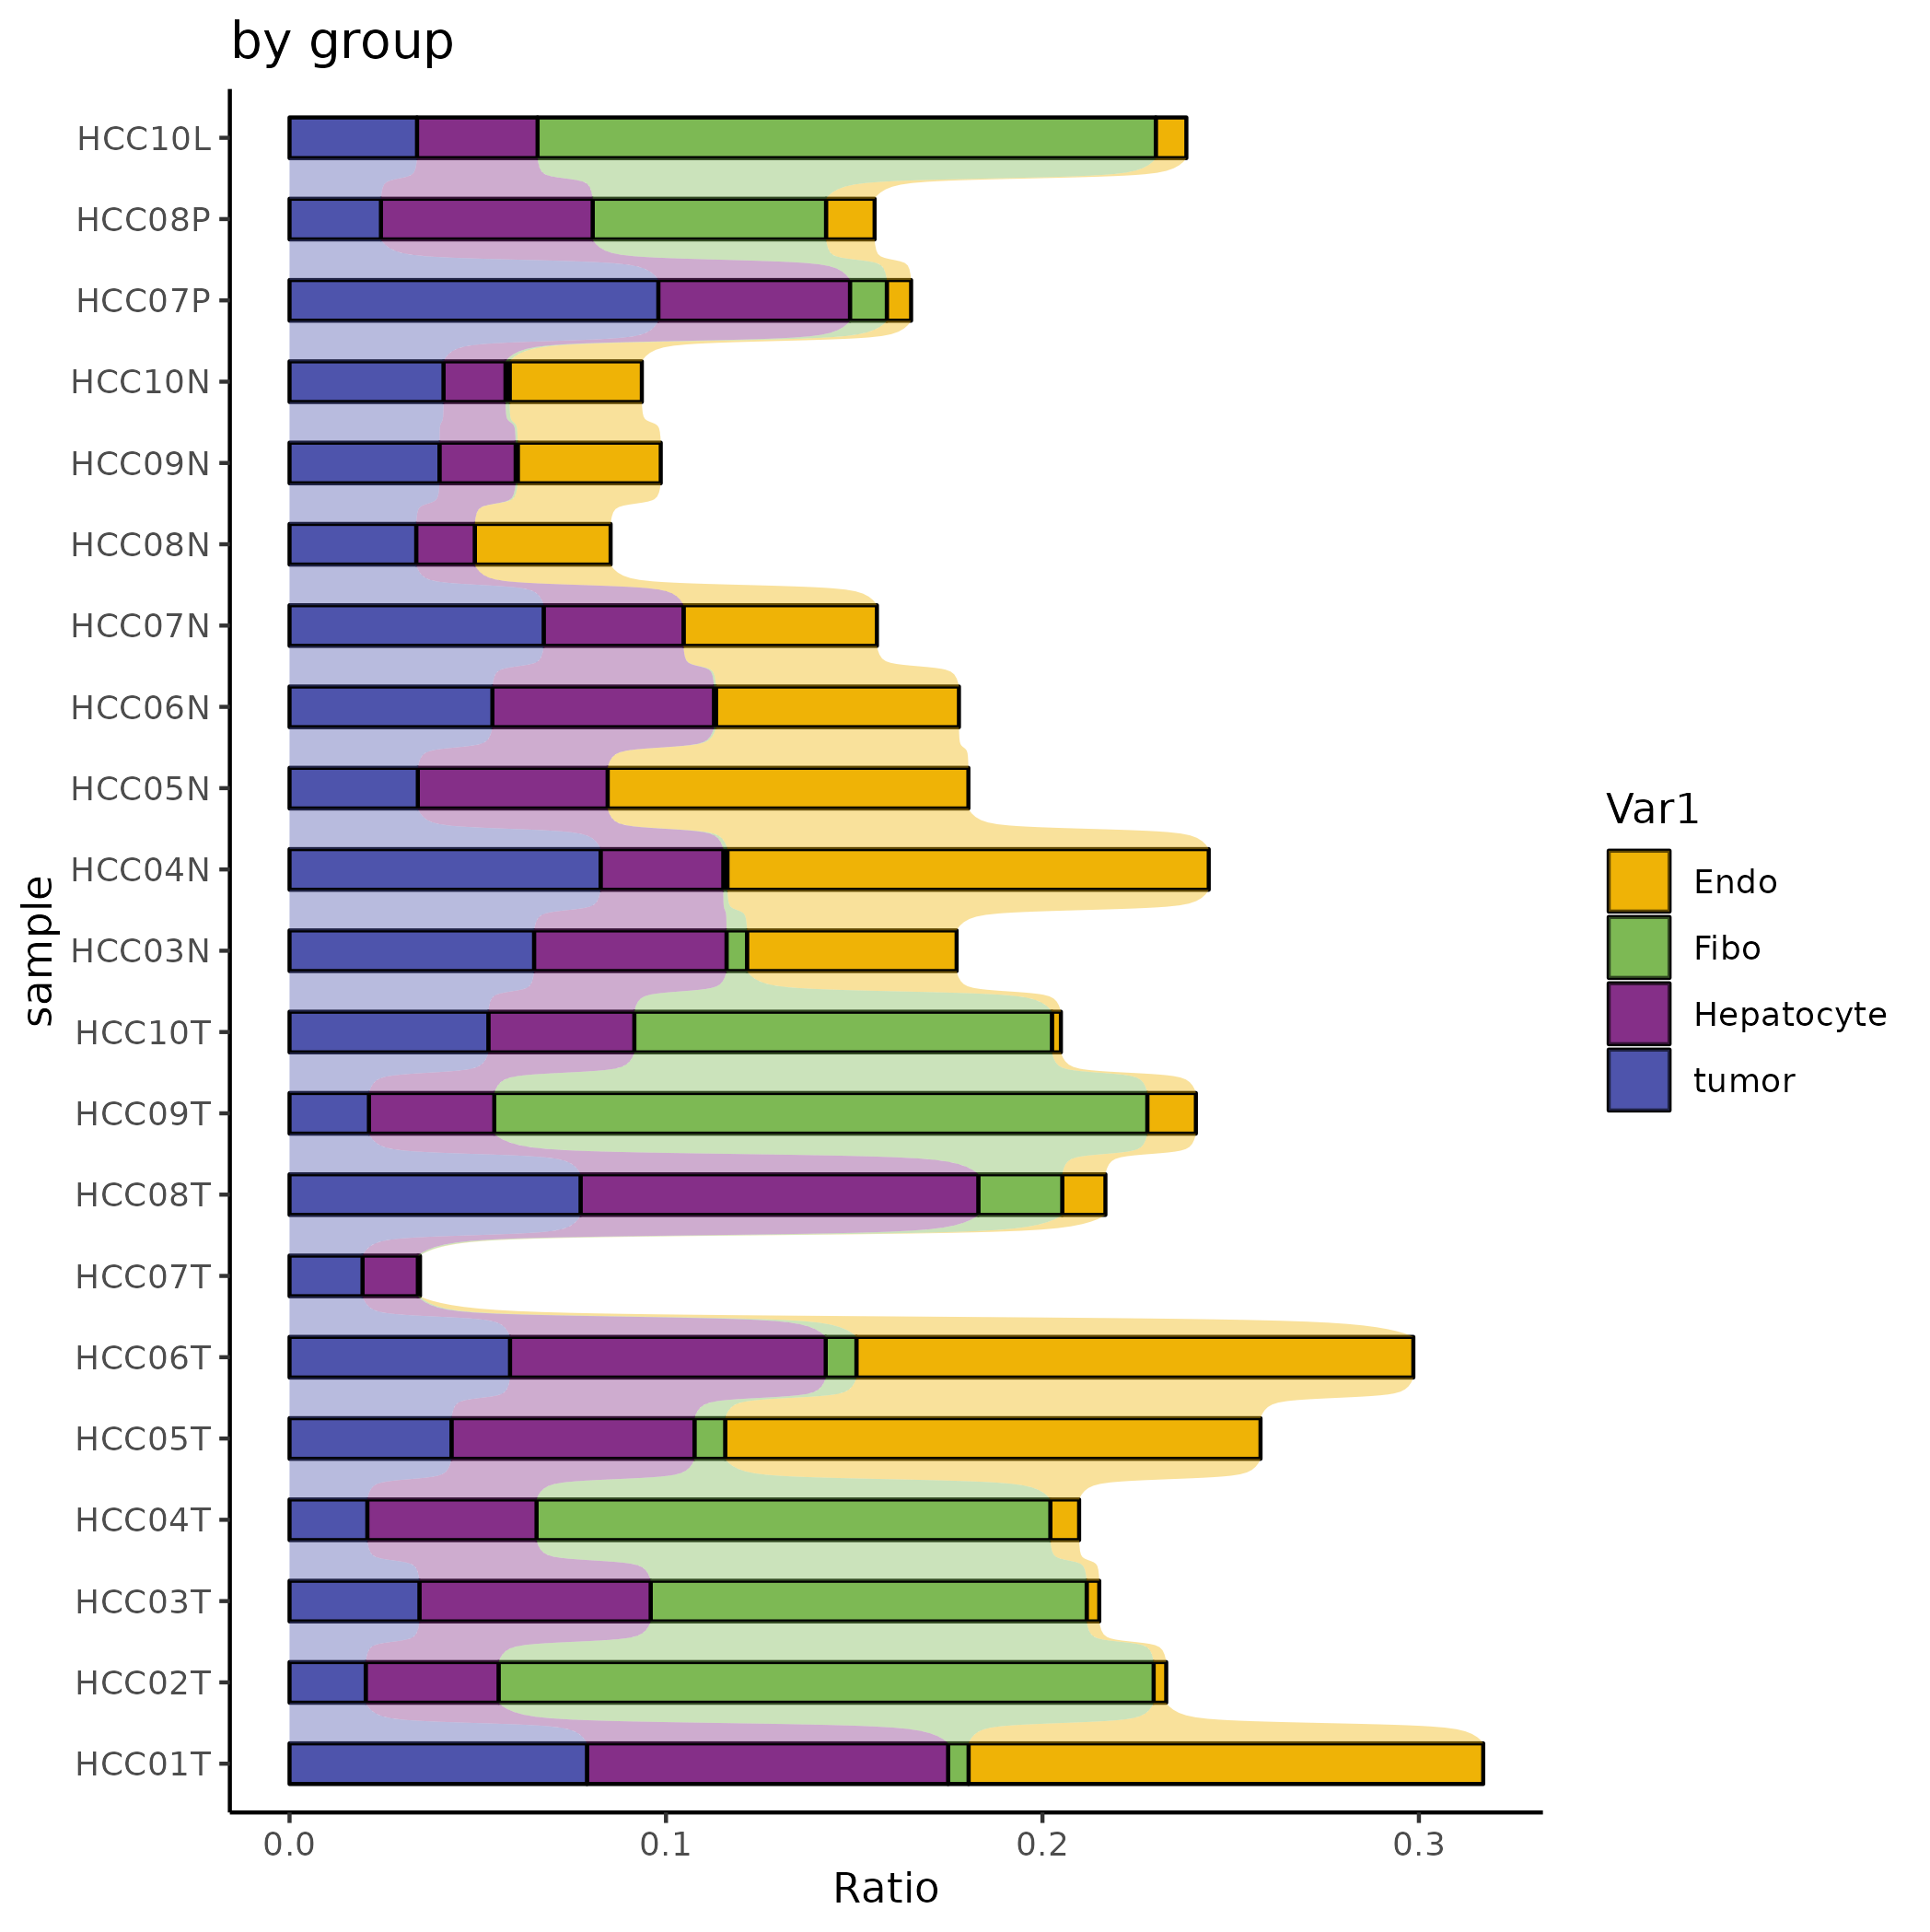 by group
HCC10L
HCC08P
HCC07P
HCC10N
HCC09N
HCC08N
HCC07N
HCC06N
HCC05N
HCC04N
HCC03N
HCC10T
HCC09T
HCC08T
HCC07T
HCC06T
HCC05T
HCC04T
HCC03T
HCC02T
HCC01T
sample
0.0 0.1 0.2 0.3
Ratio
Var1
Endo
Fibo
Hepatocyte
tumor